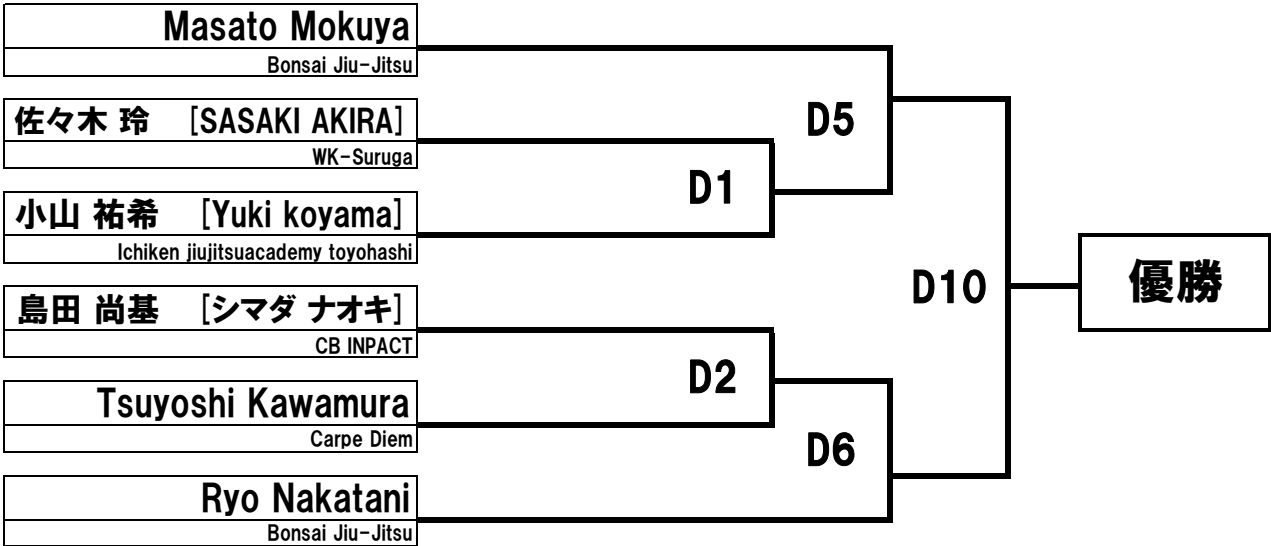 Masato Mokuya
Bonsai Jiu-Jitsu
佐々木 玲 [SASAKI AKIRA]
WK-Suruga
小山 祐希 [Yuki koyama]
Ichiken jiujitsuacademy toyohashi
島田 尚基 [シマダ ナオキ]
CB INPACT
Tsuyoshi Kawamura
Carpe Diem
Ryo Nakatani
Bonsai Jiu-Jitsu
D1
D2
D5
D6
D10
優勝